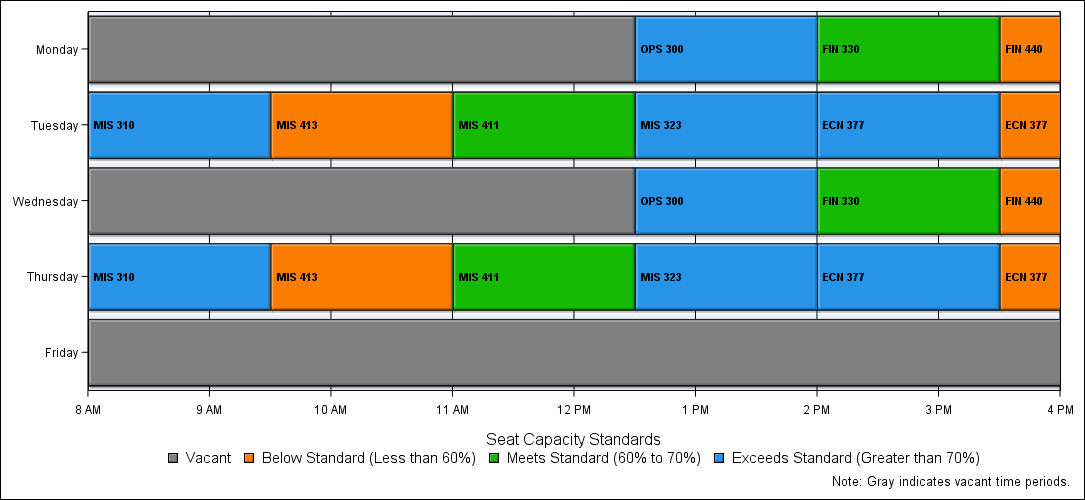 Monday
OPS 300 FIN 330 FIN 440
Tuesday
MIS 310 MIS 413 MIS 411 MIS 323 ECN 377 ECN 377
Wednesday
OPS 300 FIN 330 FIN 440
Thursday
MIS 310 MIS 413 MIS 411 MIS 323 ECN 377 ECN 377
Friday
8 AM 9 AM 10 AM 11 AM 12 PM 1 PM 2 PM 3 PM 4 PM
Seat Capacity Standards
Vacant Below Standard (Less than 60%) Meets Standard (60% to 70%) Exceeds Standard (Greater than 70%)
Note: Gray indicates vacant time periods.